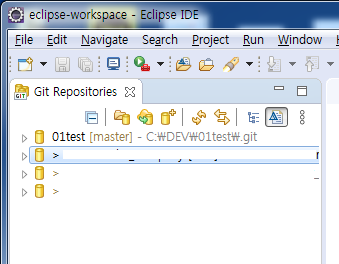 eclipse-workspace - Eclipse IDE
File Edit Navigate Search Project Run Window
Git Repositories
01test [master] - C:₩DEV₩01test₩.git
>
>
>